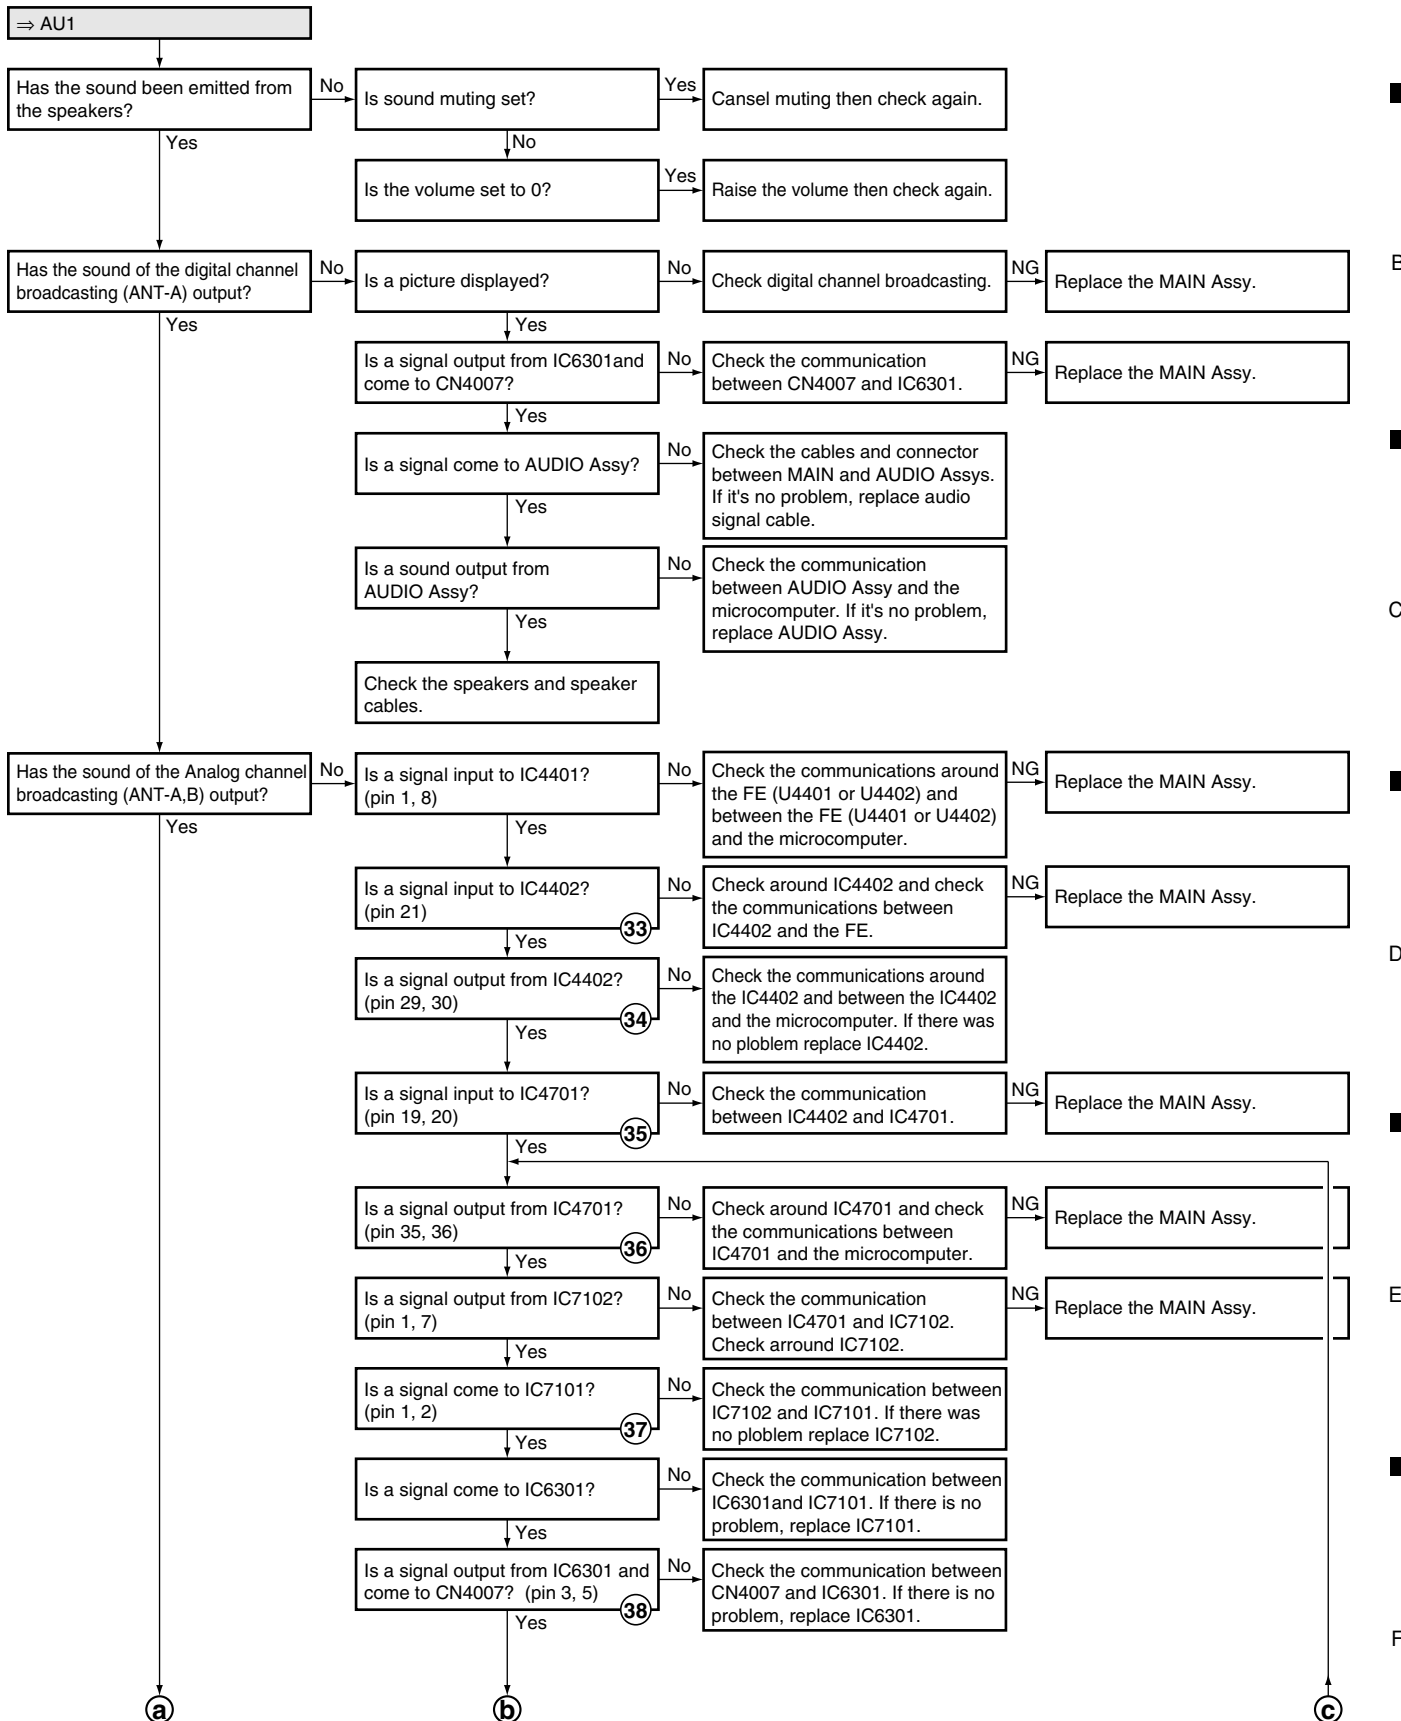 ⇒ AU1
Has the sound been emitted from
the speakers?
No
Is sound muting set?
Yes
Cansel muting then check again.
Yes
No
Is the volume set to 0?
Yes
Raise the volume then check again.
Has the sound of the digital channel
broadcasting (ANT-A) output?
No
Is a picture displayed?
No
Check digital channel broadcasting.
NG
Replace the MAIN Assy.
B
Yes
Yes
Is a signal output from IC6301and
come to CN4007?
No
Check the communication
between CN4007 and IC6301.
NG
Replace the MAIN Assy.
Yes
Is a signal come to AUDIO Assy?
No
Check the cables and connector
between MAIN and AUDIO Assys.
If it's no problem, replace audio
signal cable.
Yes
Is a sound output from
AUDIO Assy?
No
Check the communication
between AUDIO Assy and the
microcomputer. If it's no problem,
replace AUDIO Assy.
C
Yes
Check the speakers and speaker
cables.
Has the sound of the Analog channel
broadcasting (ANT-A,B) output?
No
Is a signal input to IC4401?
(pin 1, 8)
No
Check the communications around
the FE (U4401 or U4402) and
between the FE (U4401 or U4402)
and the microcomputer.
NG
Replace the MAIN Assy.
Yes
Yes
Is a signal input to IC4402?
(pin 21)
33
No
Check around IC4402 and check
the communications between
IC4402 and the FE.
NG
Replace the MAIN Assy.
Yes
Is a signal output from IC4402?
(pin 29, 30)
34
No
Check the communications around
the IC4402 and between the IC4402
and the microcomputer. If there was
no ploblem replace IC4402.
D
Yes
Is a signal input to IC4701?
(pin 19, 20)
35
No
Check the communication
between IC4402 and IC4701.
NG
Replace the MAIN Assy.
Yes
Is a signal output from IC4701?
(pin 35, 36)
36
No
Check around IC4701 and check
the communications between
IC4701 and the microcomputer.
NG
Replace the MAIN Assy.
Yes
Is a signal output from IC7102?
(pin 1, 7)
No
Check the communication
between IC4701 and IC7102.
Check arround IC7102.
NG
Replace the MAIN Assy.
E
Yes
Is a signal come to IC7101?
(pin 1, 2)
37
No
Check the communication between
IC7102 and IC7101. If there was
no ploblem replace IC7102.
Yes
Is a signal come to IC6301?
No
Check the communication between
IC6301and IC7101. If there is no
problem, replace IC7101.
Yes
Is a signal output from IC6301 and
come to CN4007? (pin 3, 5)
38
No
Check the communication between
CN4007 and IC6301. If there is no
problem, replace IC6301.
Yes
F
a
b
c